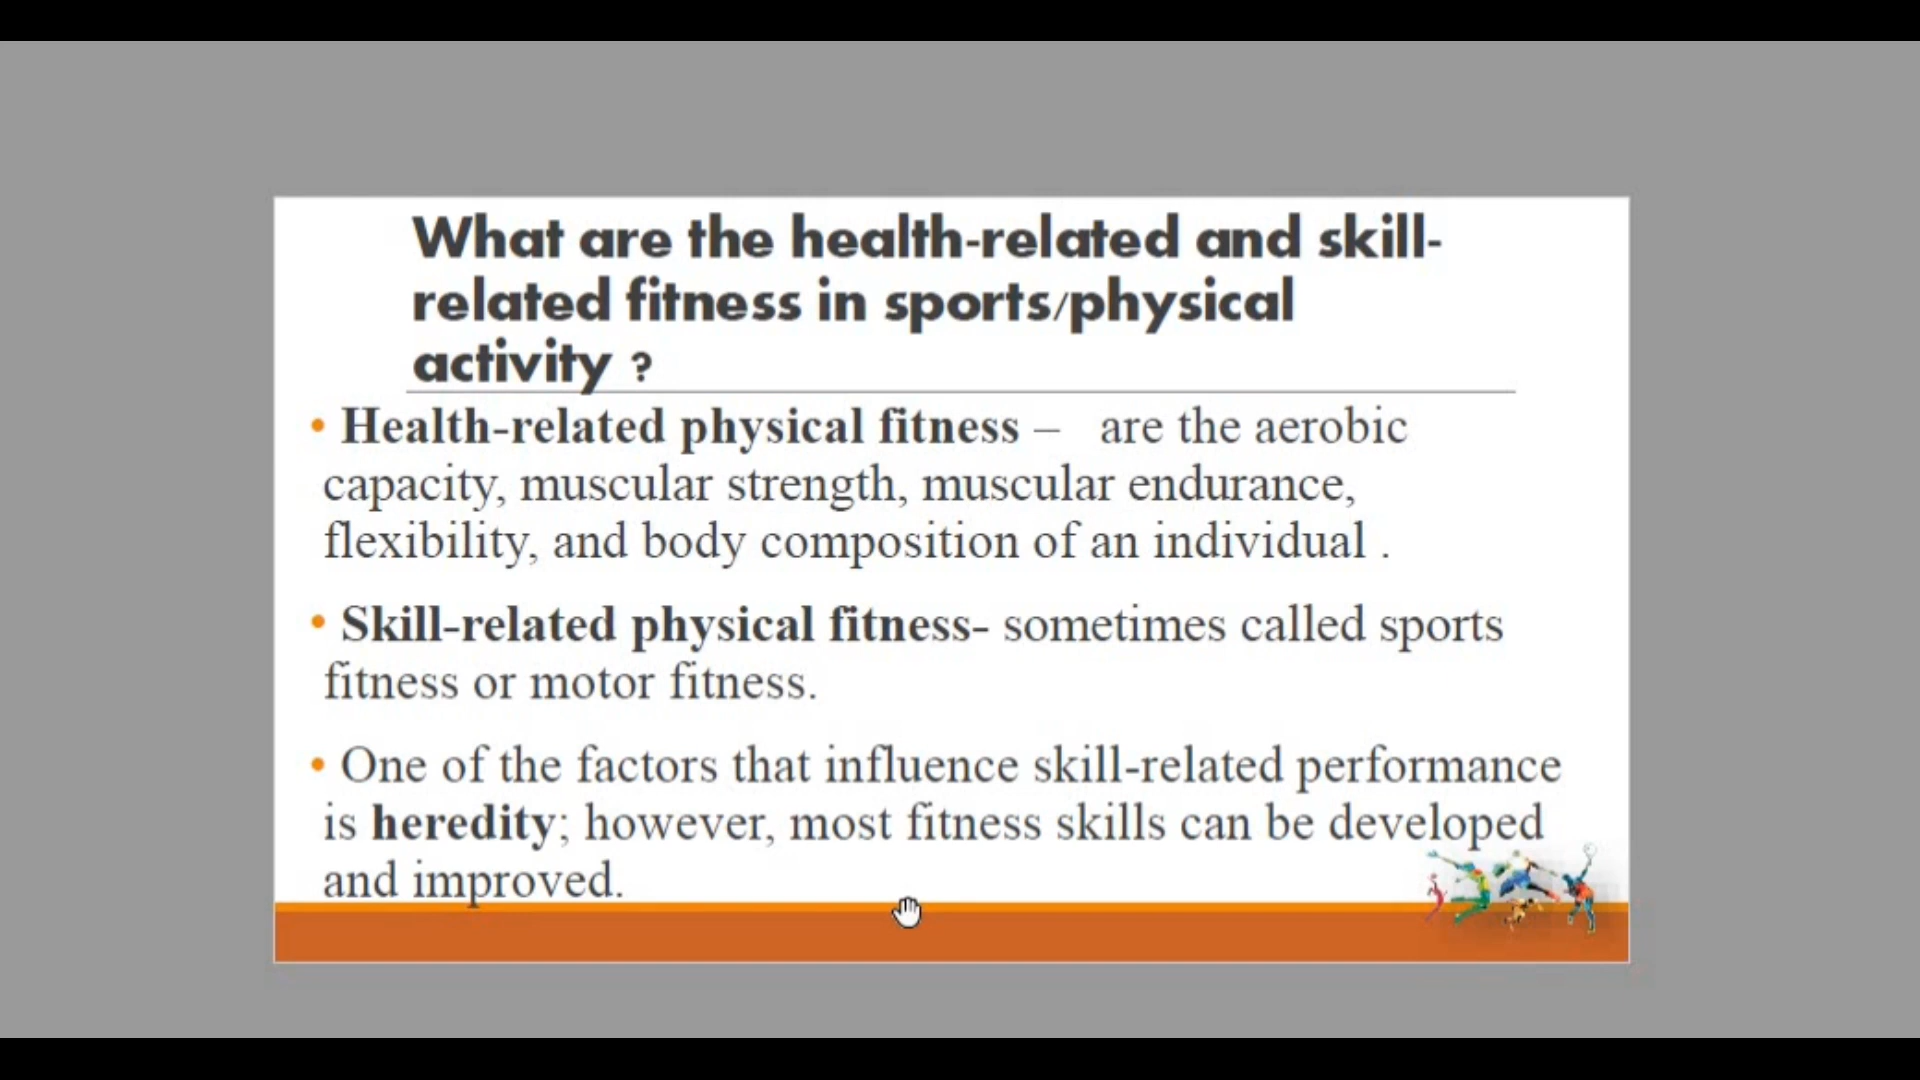 What are the health-related and skill-
related fitness in sports/physical
activity ?
• Health-related physical fitness – are the aerobic
capacity, muscular strength, muscular endurance,
flexibility, and body composition of an individual .
• Skill-related physical fitness- sometimes called sports
fitness or motor fitness.
• One of the factors that influence skill-related performance
is heredity; however, most fitness skills can be developed
and improved.